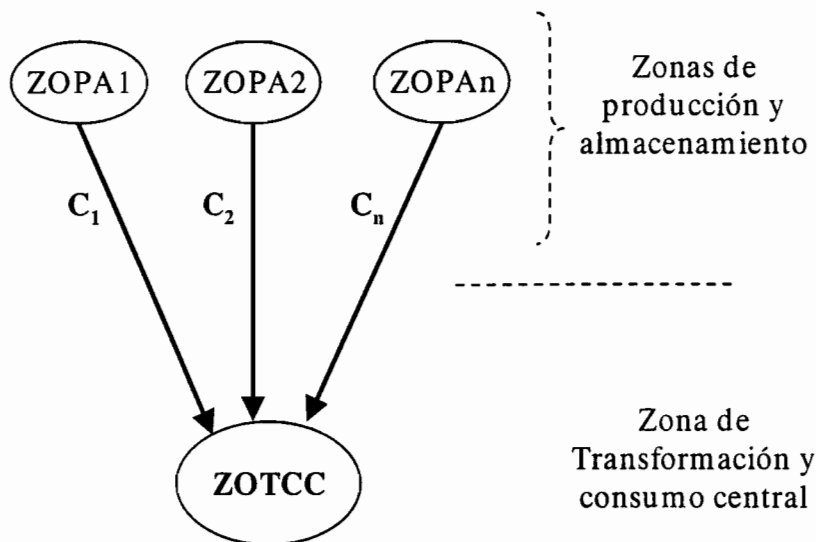 ZOPA1 ZOPA2 ZOPAn
Zonas de
producción y
almacenamiento
C1 C2 Cn
ZOTCC
Zona de
Transformación y
consumo central